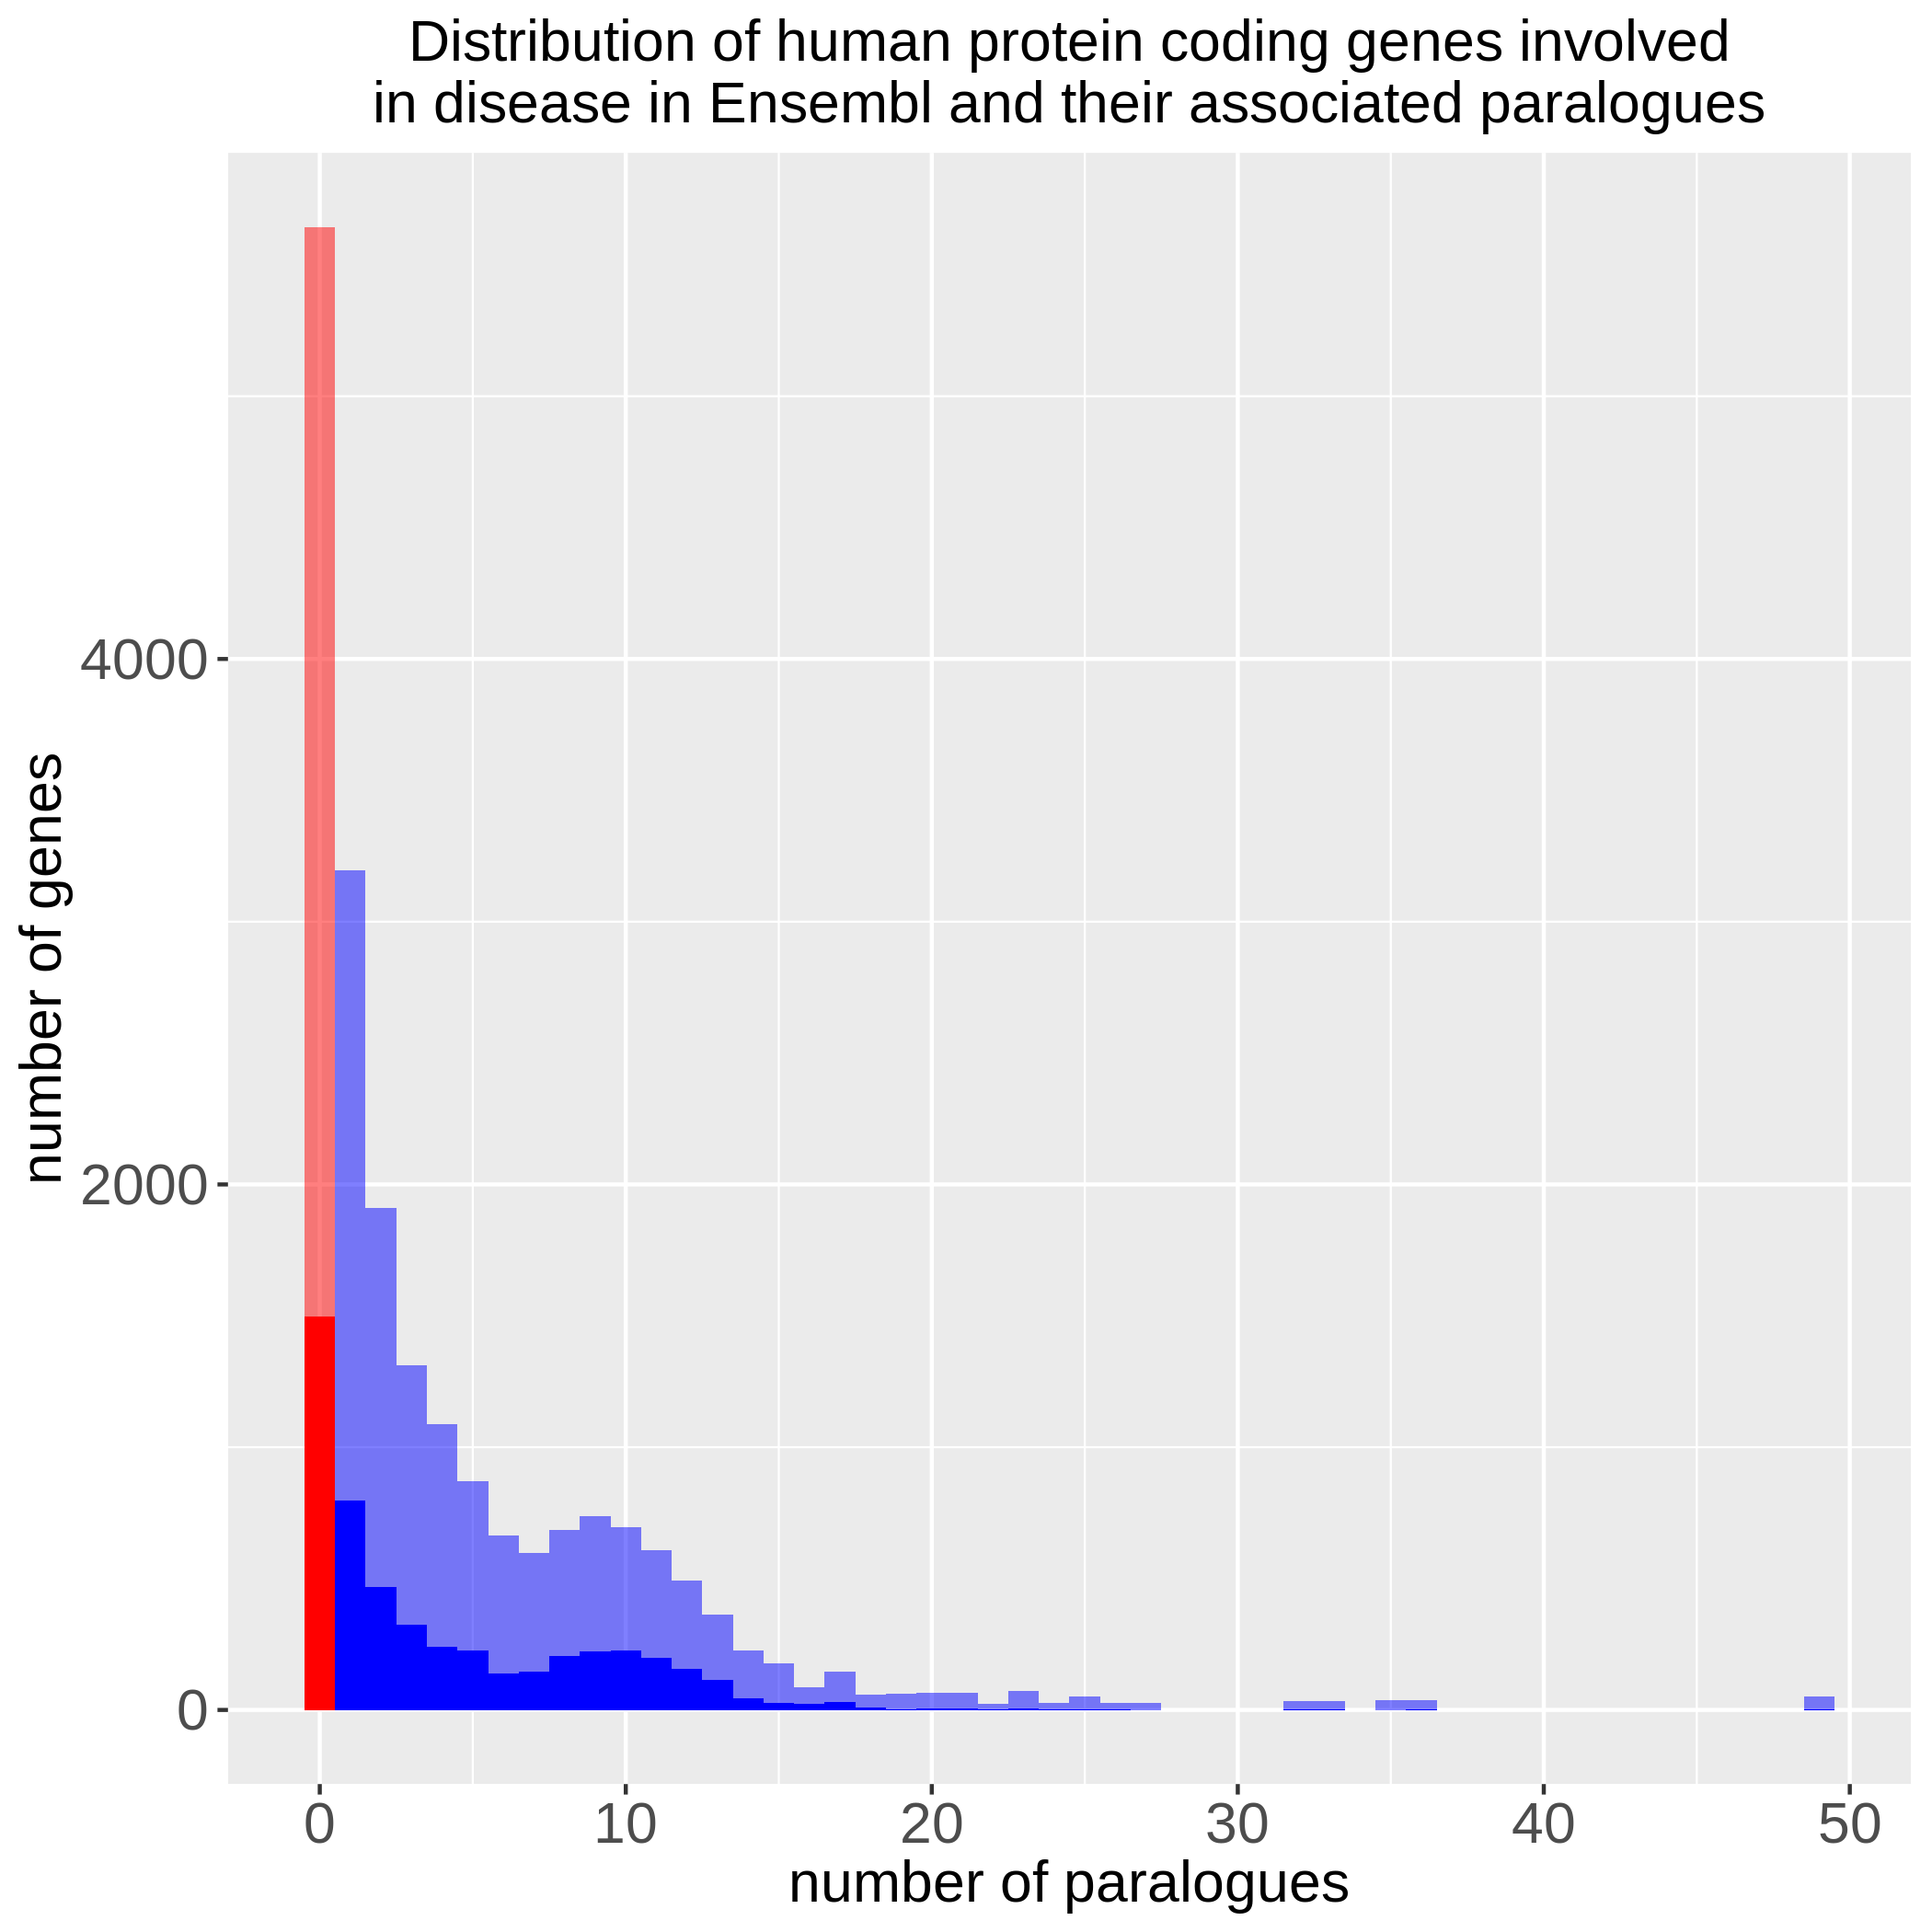 Distribution of human protein coding genes involved
in disease in Ensembl and their associated paralogues
number of genes
4000
2000
0
0 10 20 30 40 50
number of paralogues